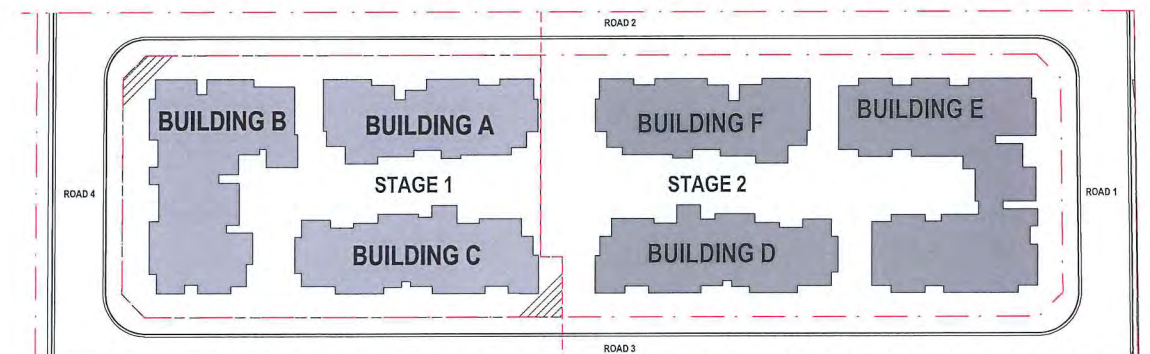 ROAD 2
BUILDING B
BUILDING A
BUILDING F
BUILDING E
ROAD 4
STAGE 1
STAGE 2
ROAD 1
BUILDING C
BUILDING D
ROAD 3